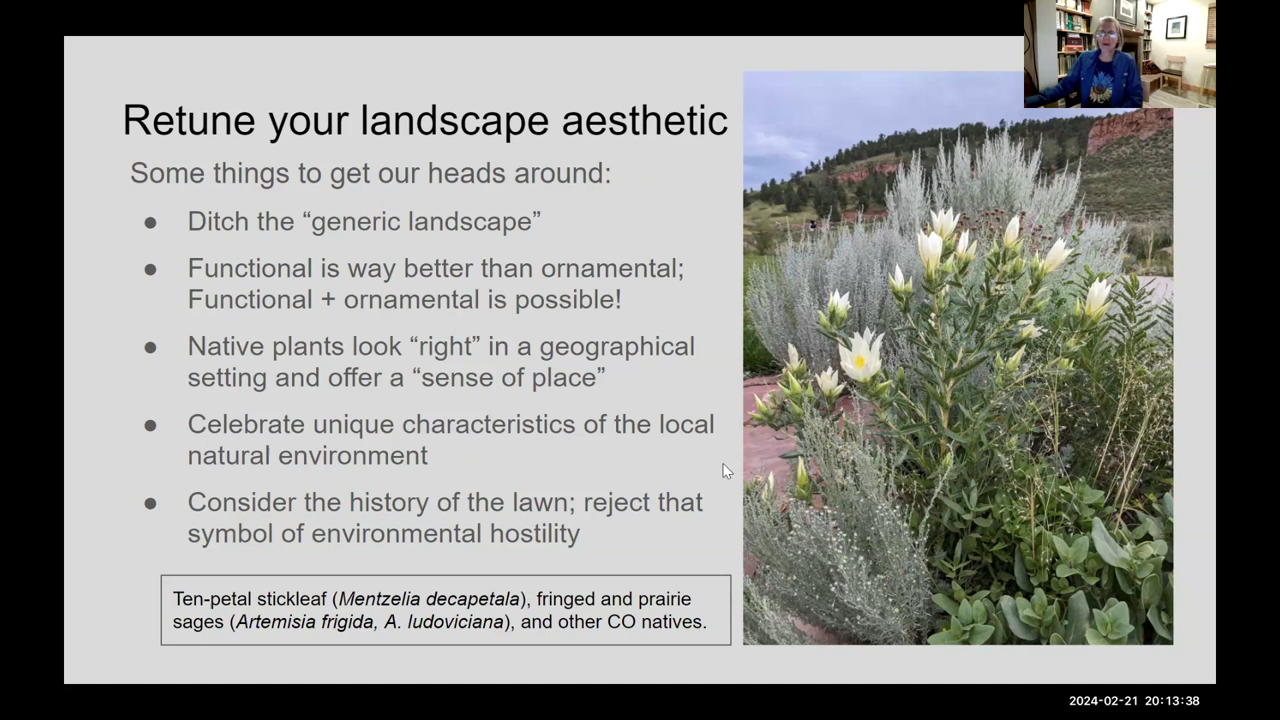 Retune your landscape aesthetic
Some things to get our heads around:
● Ditch the “generic landscape”
● Functional is way better than ornamental;
Functional + ornamental is possible!
● Native plants look “right” in a geographical
setting and offer a “sense of place”
● Celebrate unique characteristics of the local
natural environment
● Consider the history of the lawn; reject that
symbol of environmental hostility
Ten-petal stickleaf (Mentzelia decapetala), fringed and prairie
sages (Artemisia frigida, A. ludoviciana), and other CO natives.
2024-02-21 20:13:38